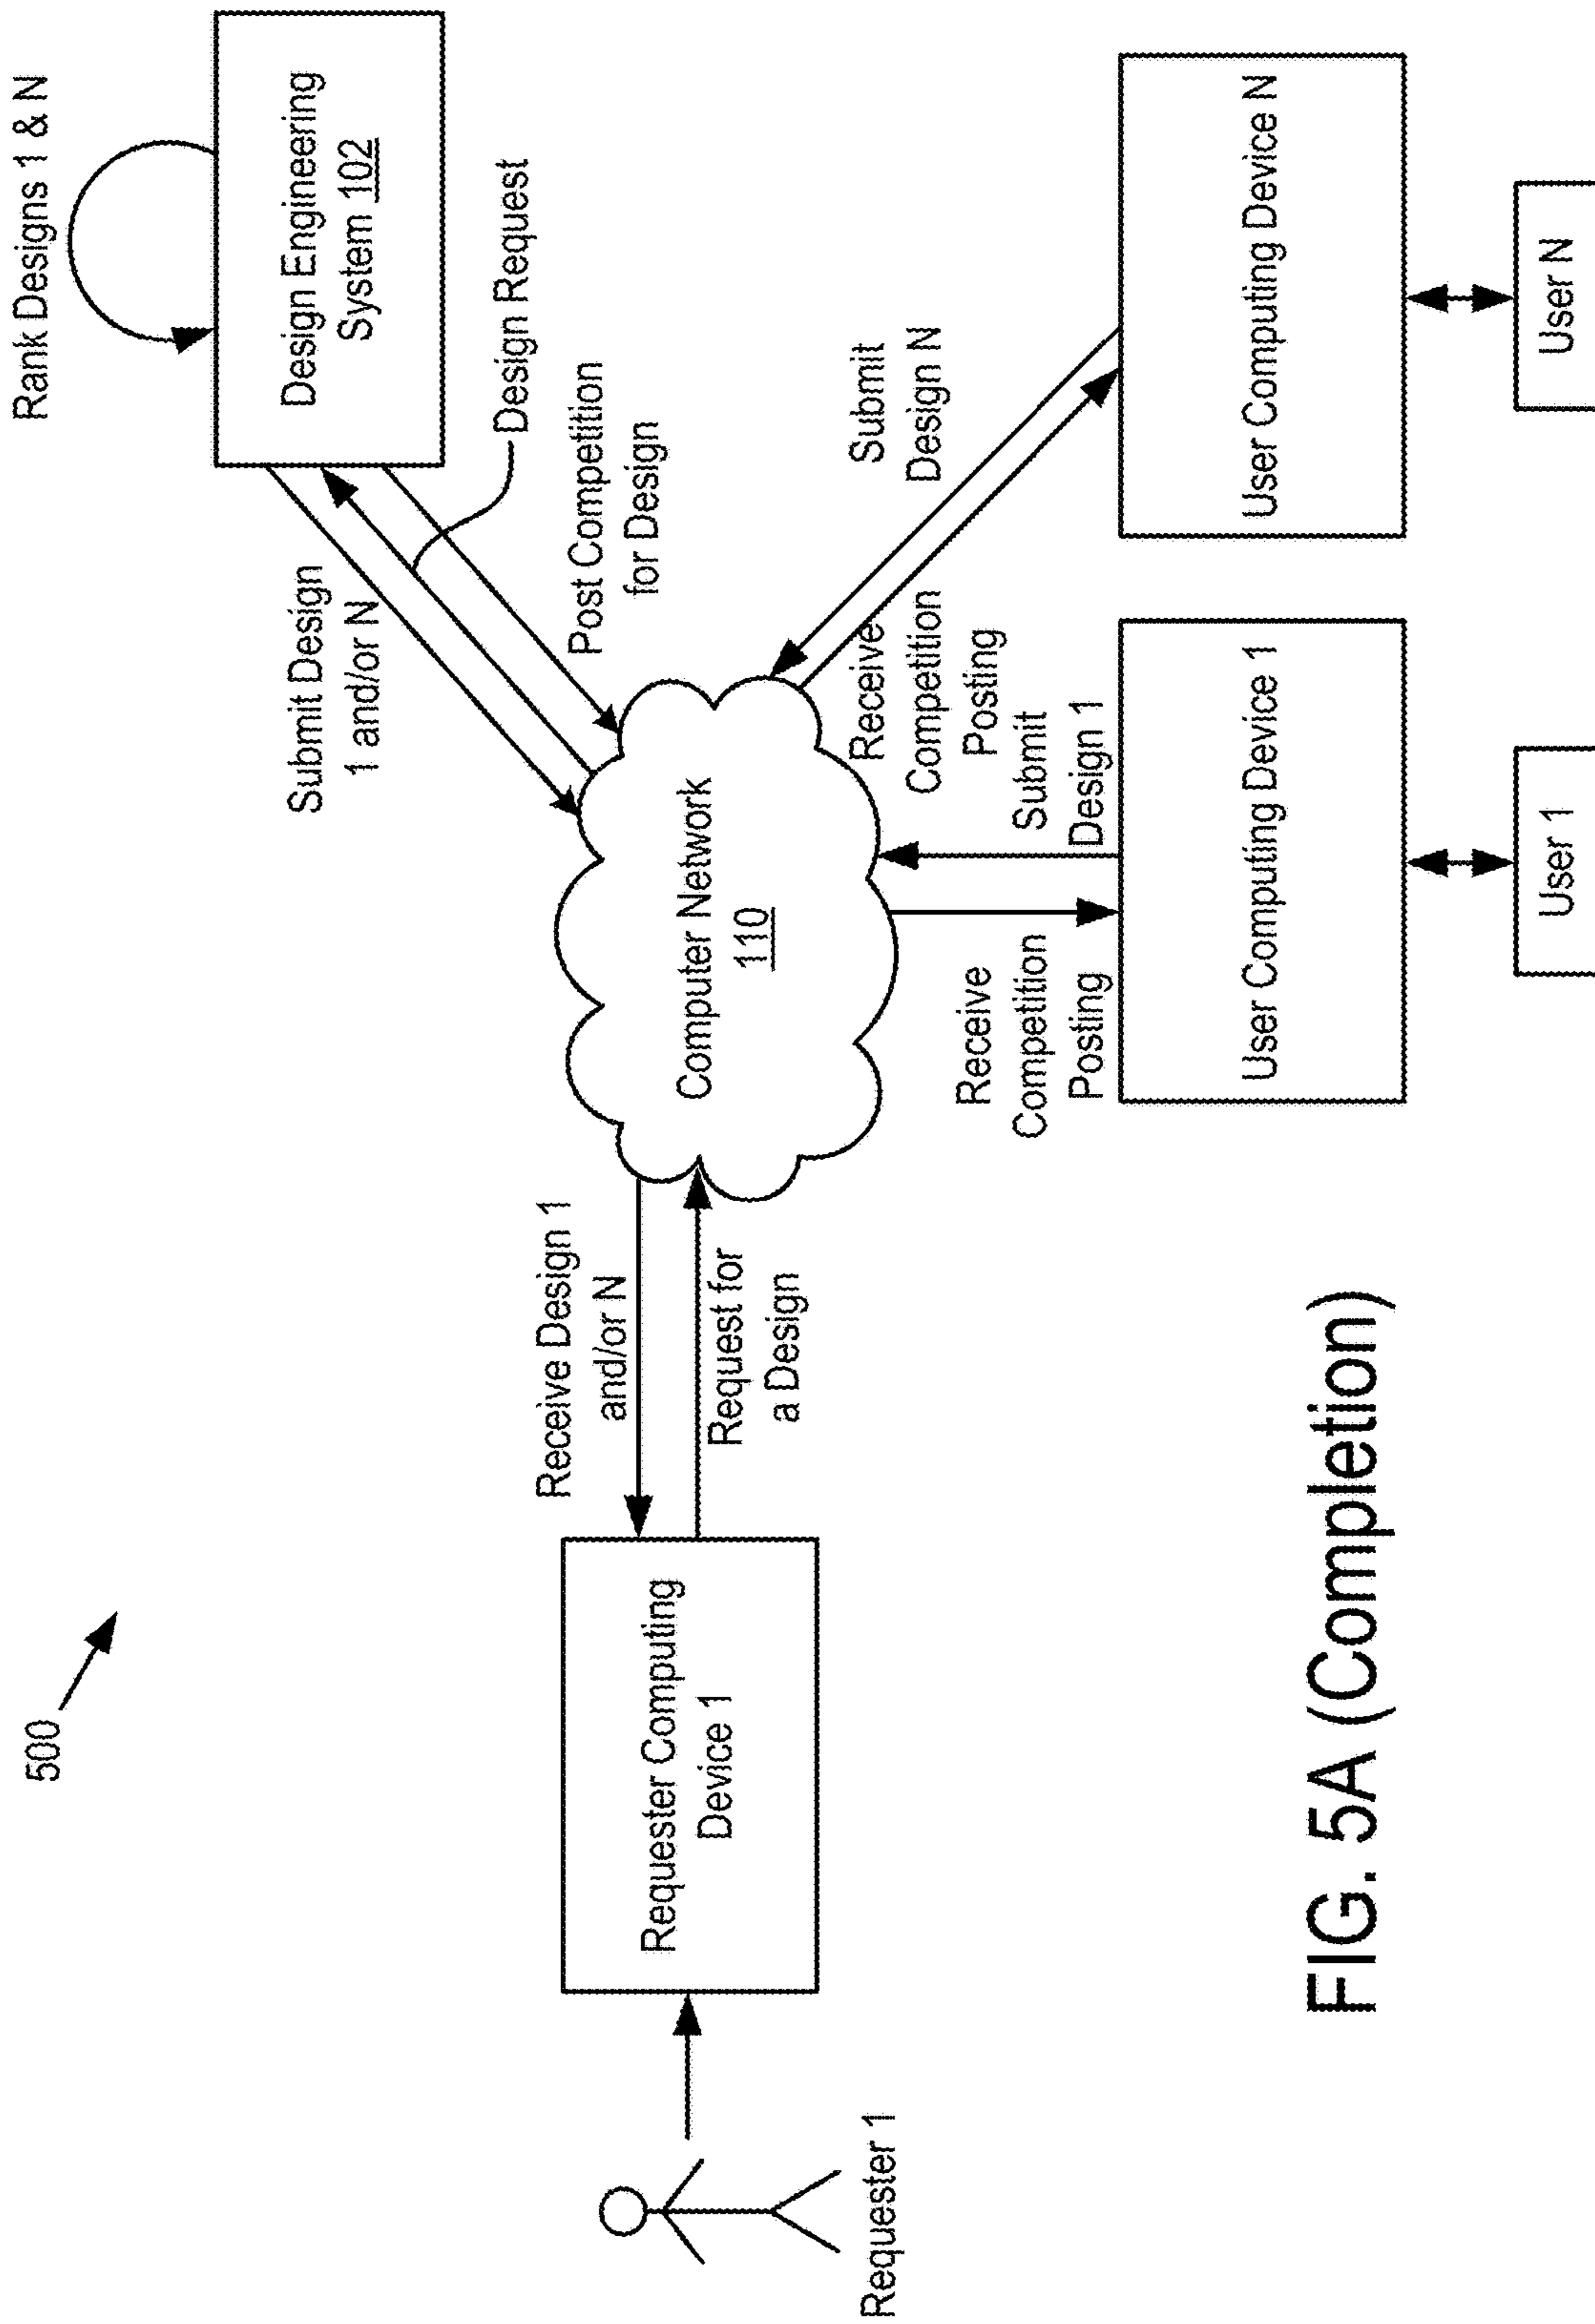 500
Rank Designs 1 & N
Design Engineering
System 102
Submit Design
1 and/or N
Design Request
Post Competition
for Design
Receive Design 1
and/or N
Request for
a Design
Requester Computing
Device 1
Requester 1
Computer Network
110
Submit
Design N
Receive
Competition
Posting
Submit
Design 1
Receive
Competition
Posting
User Computing Device 1
User Computing Device N
User 1
User N
FIG. 5A (Completion)